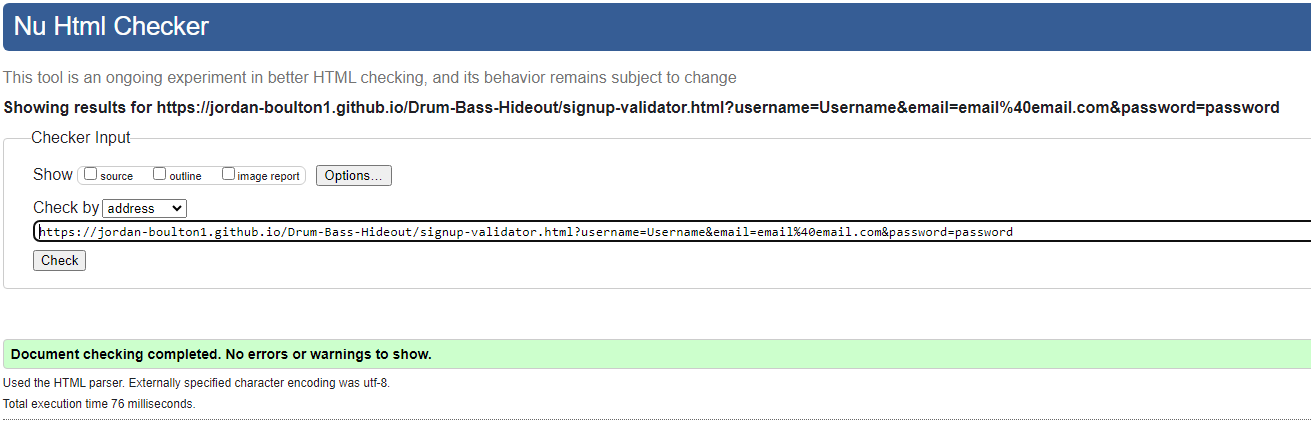 Nu Html Checker
This tool is an ongoing experiment in better HTML checking, and its behavior remains subject to change
Showing results for https://jordan-boulton1.github.io/Drum-Bass-Hideout/signup-validator.html?username=Username&email=email%40email.com&password=password
Checker Input
Show source outline image report Options...
Check by address
https://jordan-boulton1.github.io/Drum-Bass-Hideout/signup-validator.html?username=Username&email=email%40email.com&password=password
Check
Document checking completed. No errors or warnings to show.
Used the HTML parser. Externally specified character encoding was utf-8.
Total execution time 76 milliseconds.